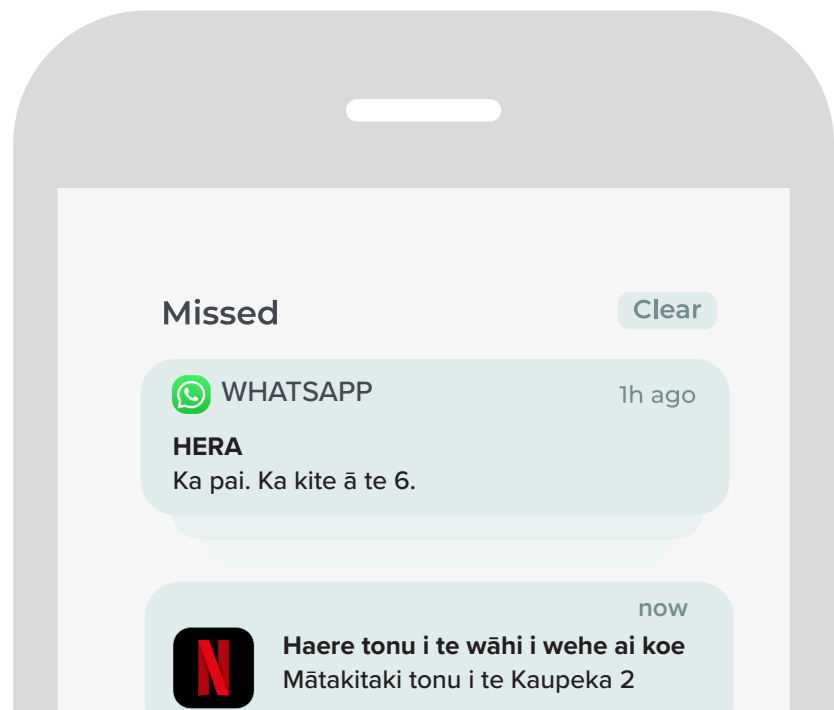 Missed
Clear
WHATSAPP
1h ago
HERA
Ka pai. Ka kite ā te 6.
now
Haere tonu i te wāhi i wehe ai koe
Mātakitaki tonu i te Kaupeka 2